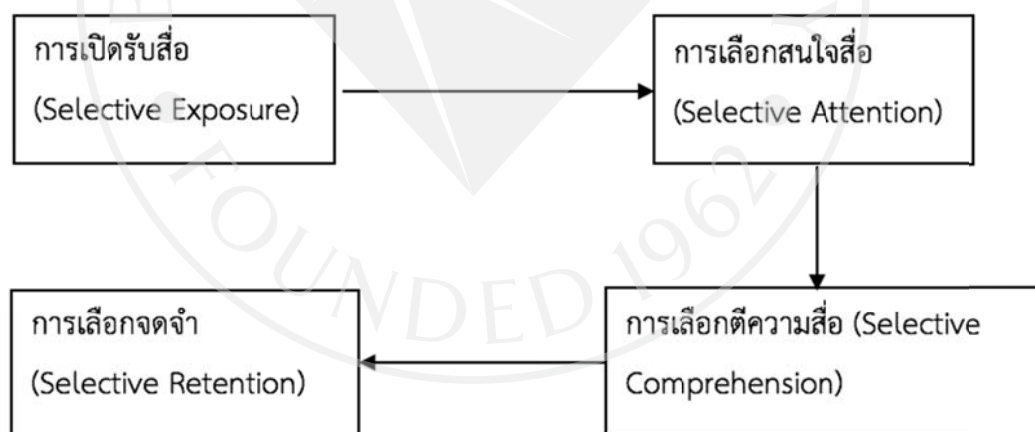 การเปิดรับสื่อ
(Selective Exposure)
การเลือกสนใจสื่อ
(Selective Attention)
การเลือกจดจำ
(Selective Retention)
การเลือกตีความสื่อ (Selective
Comprehension)
FOUNDED 1962